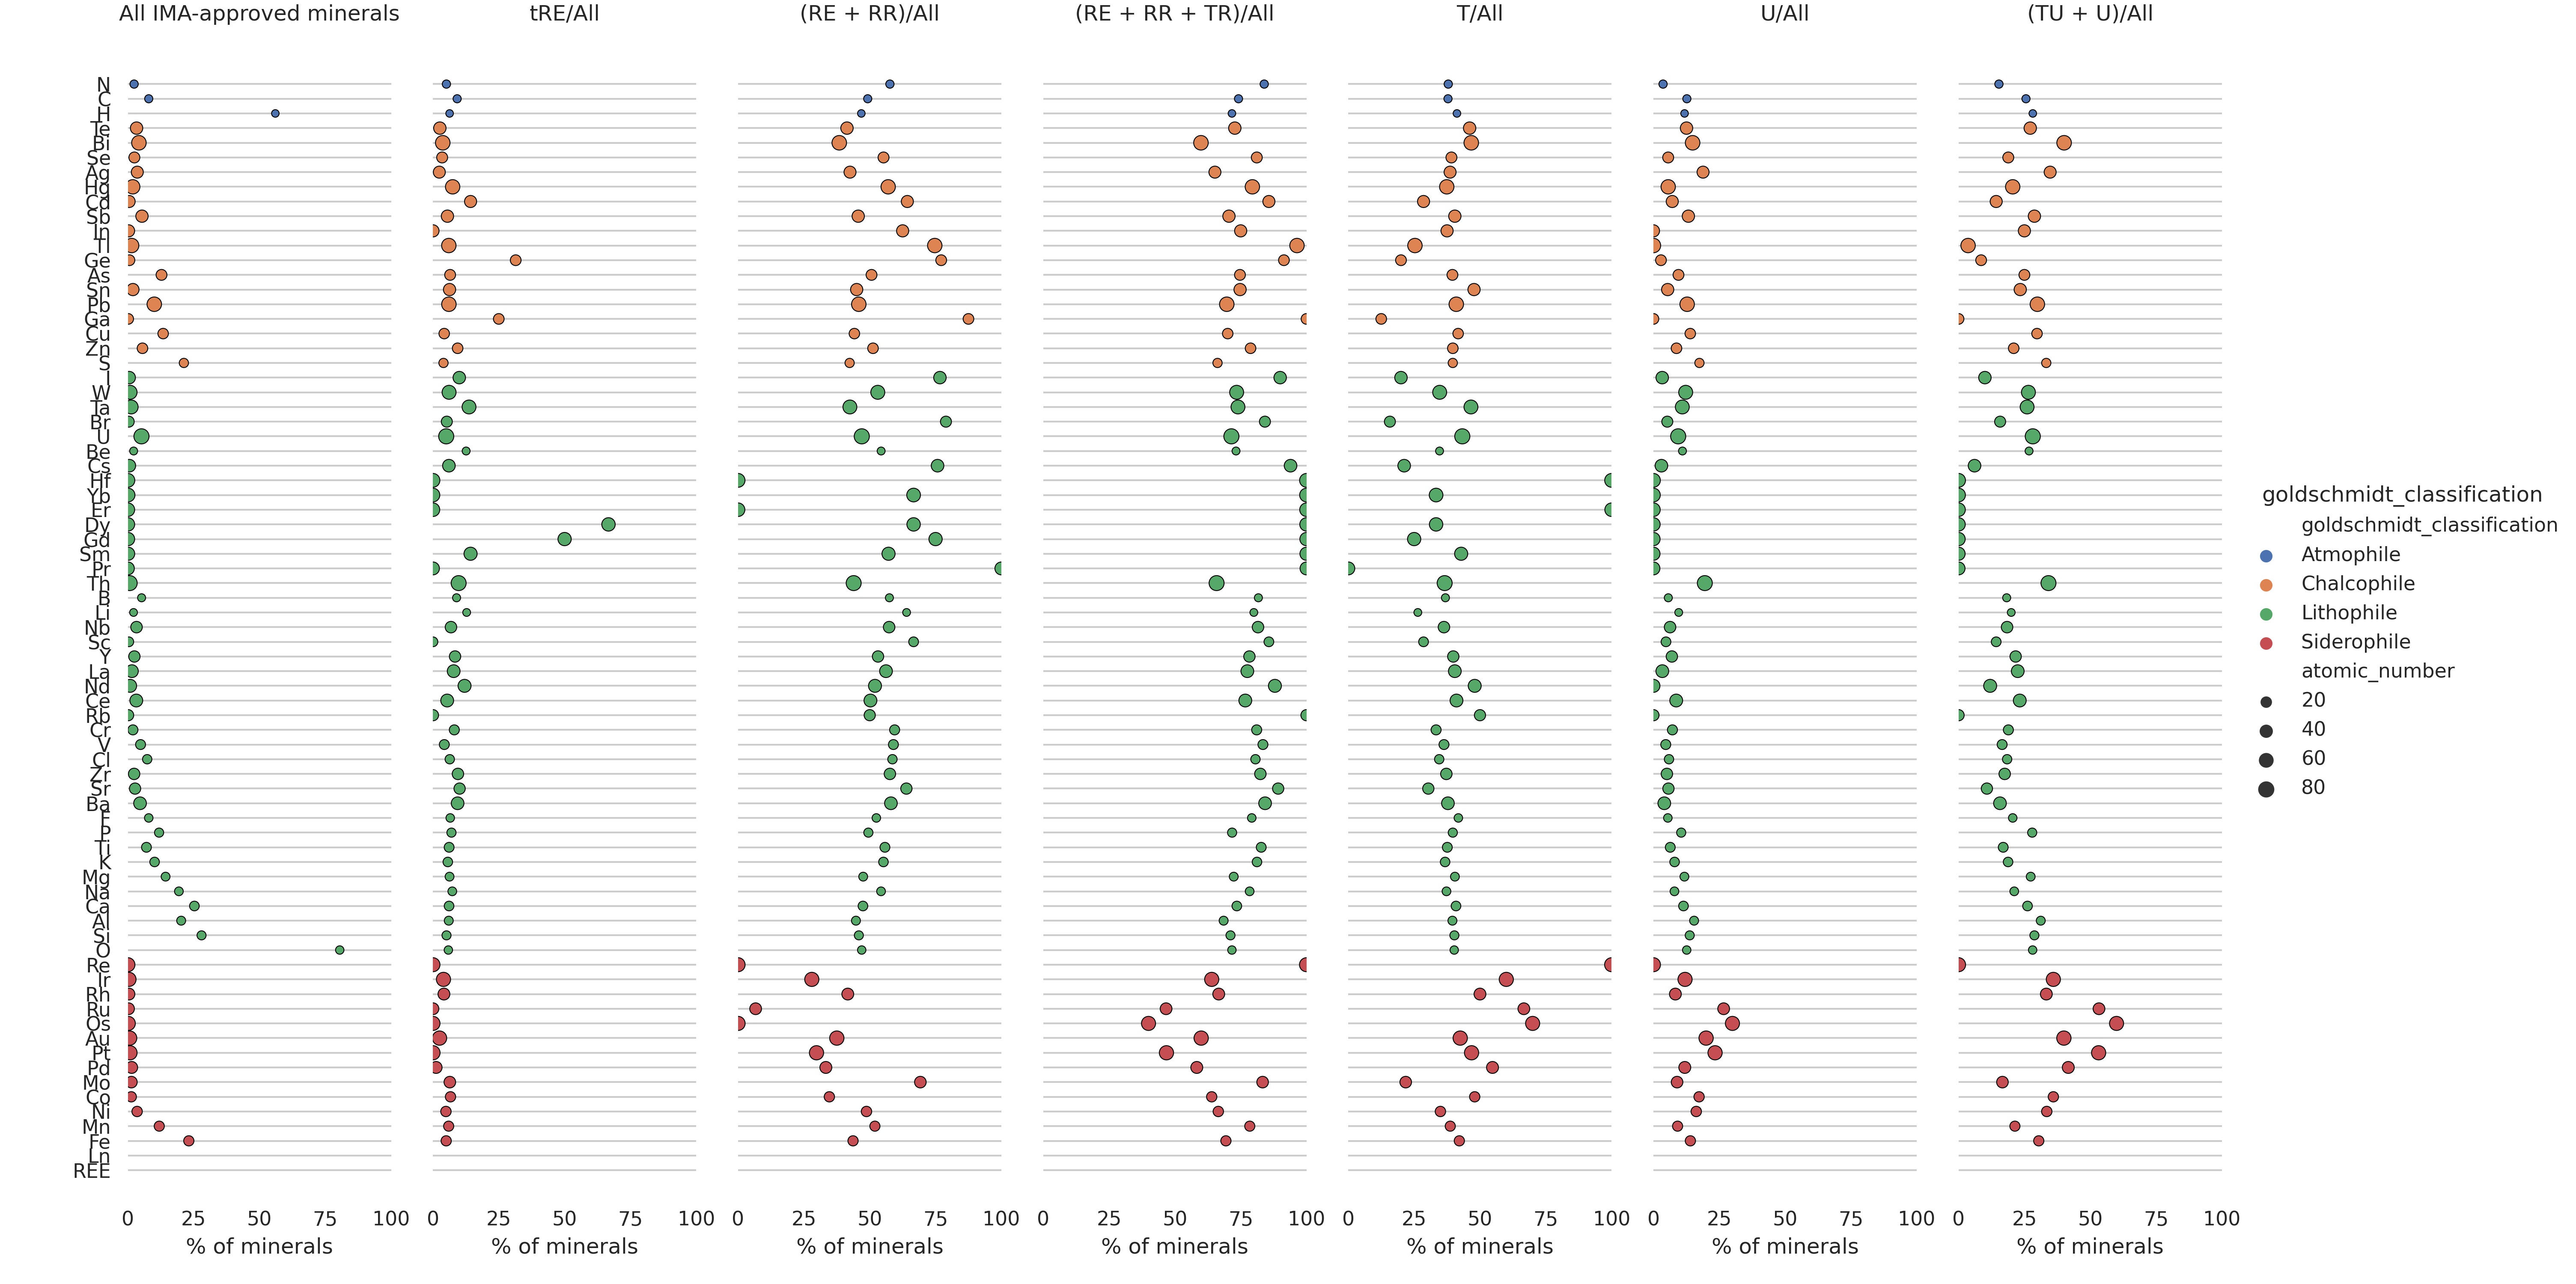 All IMA-approved minerals
tRE/All
(RE + RR)/All
(RE + RR + TR)/All
T/All
U/All
(TU + U)/All
N
C
H
Te
Bi
Se
Ag
Hg
Cd
Sb
In
Tl
Ge
As
Sn
Pb
Ga
Cu
Zn
S
I
W
Ta
Br
U
Be
Cs
Hf
Yb
Er
Dy
Gd
Sm
Pr
Th
B
Li
Nb
Sc
Y
La
Nd
Ce
Rb
Cr
V
Cl
Zr
Sr
Ba
F
P
Ti
K
Mg
Na
Ca
Al
Si
O
Re
Ir
Rh
Ru
Os
Au
Pt
Pd
Mo
Co
Ni
Mn
Fe
Ln
REE
0 25 50 75 100
% of minerals
0 25 50 75 100
% of minerals
0 25 50 75 100
% of minerals
0 25 50 75 100
% of minerals
0 25 50 75 100
% of minerals
0 25 50 75 100
% of minerals
0 25 50 75 100
% of minerals
goldschmidt_classification
goldschmidt_classification
Atmophile
Chalcophile
Lithophile
Siderophile
atomic_number
20
40
60
80